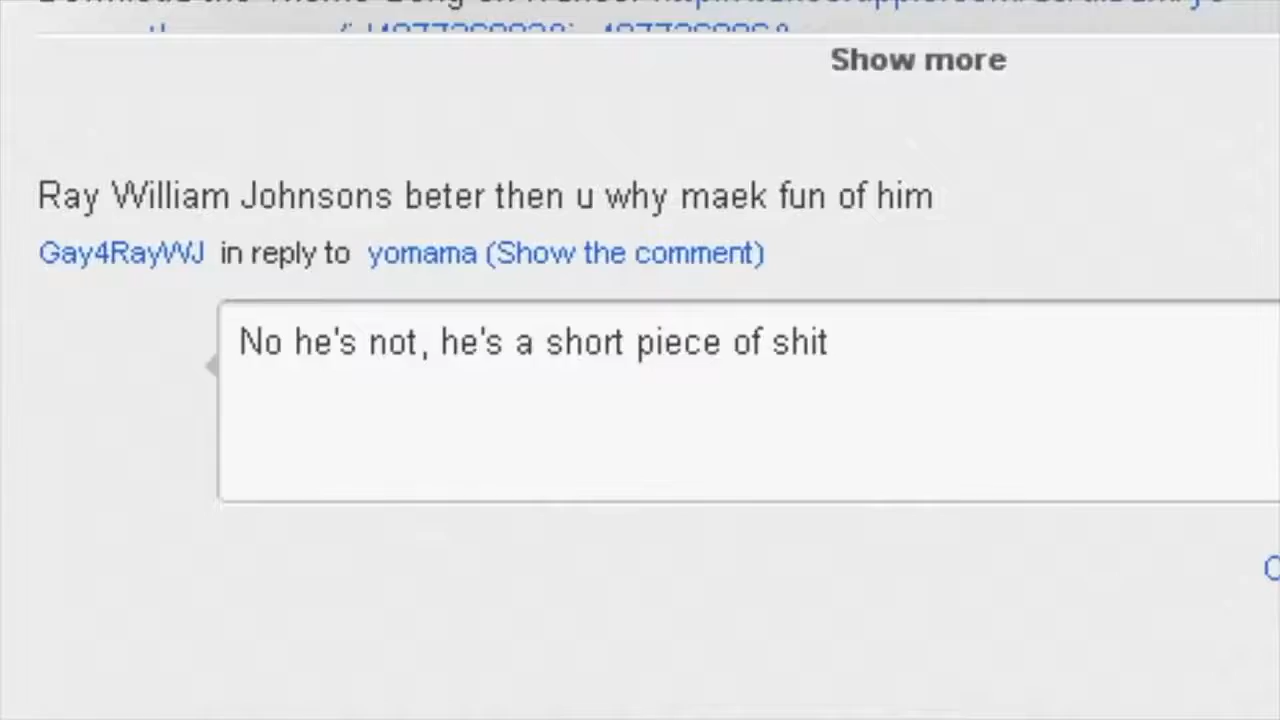 Show more
Ray William Johnsons beter then u why maek fun of him
Gay4RayWJ in reply to yomama (Show the comment)
No he's not, he's a short piece of shit